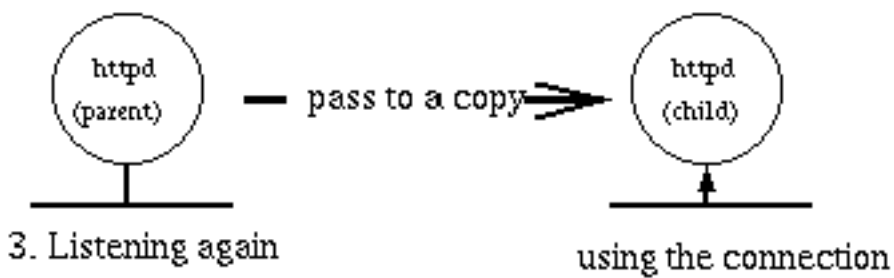 httpd
(parent)
pass to a copy
httpd
(child)
3. Listening again
using the connection